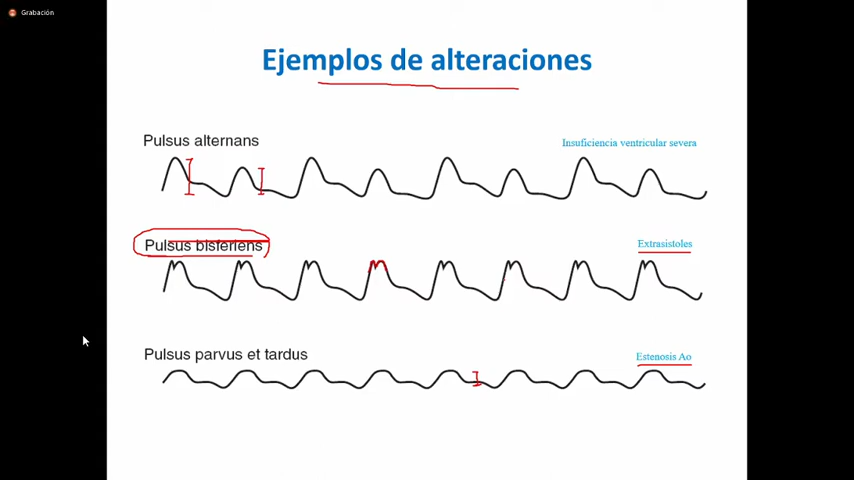 Grabación
Ejemplos de alteraciones
Pulsus alternans
Insuficiencia ventricular severa
Pulsus bisferiens
Extrasistoles
Pulsus parvus et tardus
Estenosis Ao